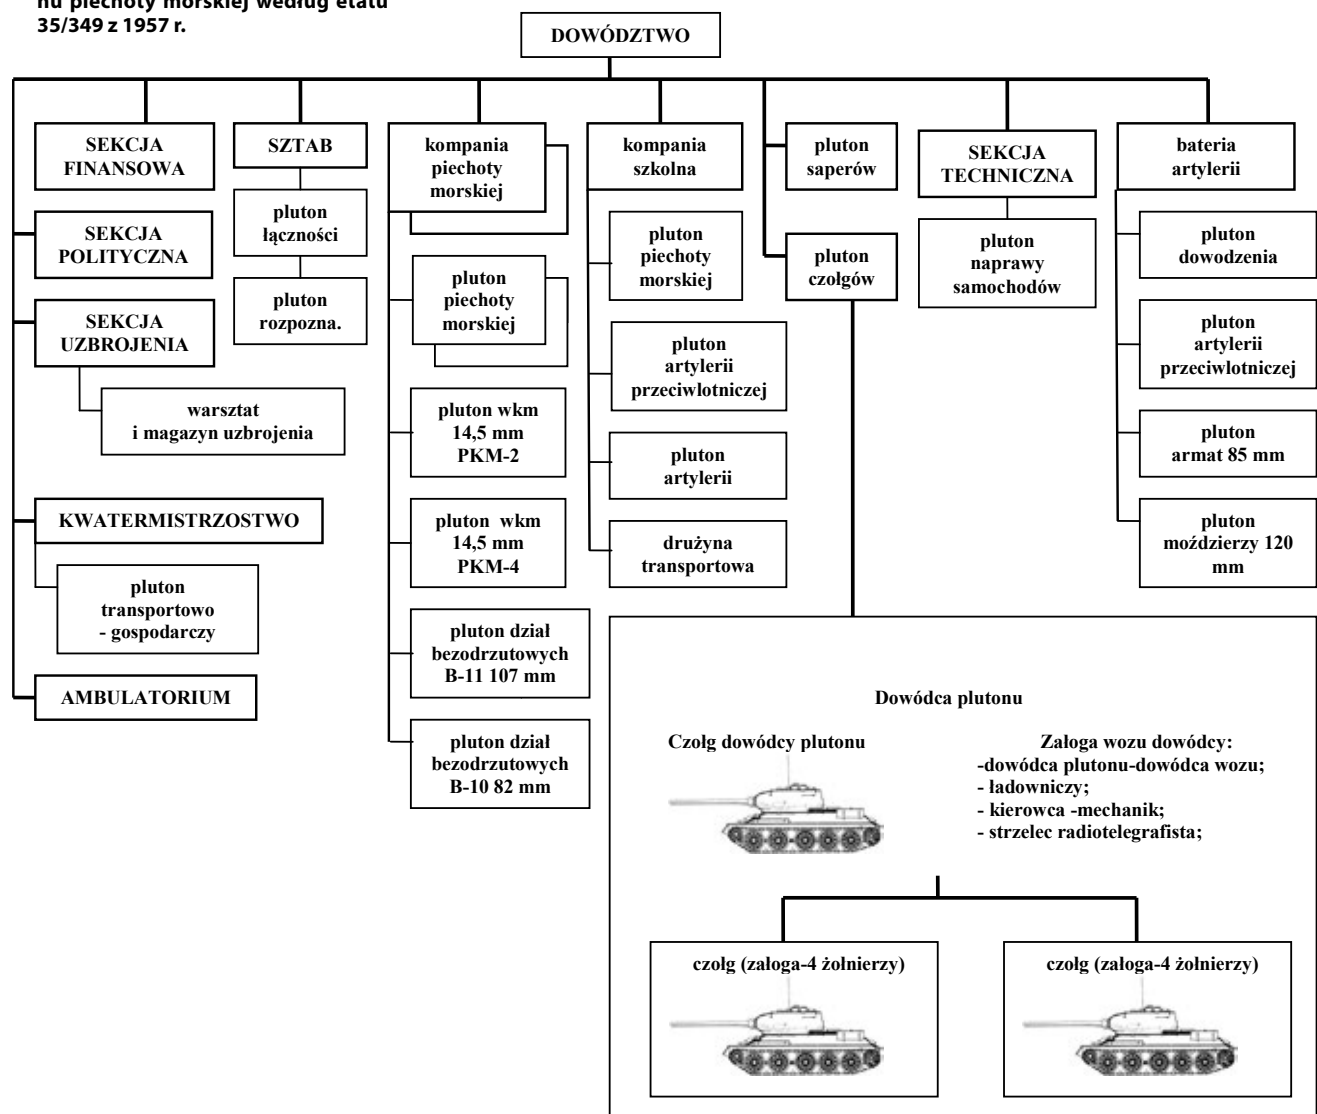 nu piechoty morskiej według etatu
35/349 z 1957 r.
DOWÓDZTWO
SEKCJA
FINANSOWA
SEKCJA
POLITYCZNA
SEKCJA
UZBROJENIA
warsztat
i magazyn uzbrojenia
KWATERMISTRZOSTWO
pluton
transportowo
- gospodarczy
AMBULATORIUM
SZTAB
pluton
łączności
pluton
rozpozna.
kompania
piechoty
morskiej
pluton
piechoty
morskiej
pluton wkm
14,5 mm
PKM-2
pluton wkm
14,5 mm
PKM-4
pluton dział
bezodrzutowych
B-11 107 mm
pluton dział
bezodrzutowych
B-10 82 mm
kompania
szkolna
pluton
piechoty
morskiej
pluton
artylerii
przeciwlotniczej
pluton
artylerii
drużyna
transportowa
pluton
saperów
pluton
czołgów
SEKCJA
TECHNICZNA
pluton
naprawy
samochodów
bateria
artylerii
pluton
dowodzenia
pluton
artylerii
przeciwlotniczej
pluton
armat 85 mm
pluton
moździerzy 120
mm
Dowódca plutonu
Czołg dowódcy plutonu
Załoga wozu dowódcy:
-dowódca plutonu-dowódca wozu;
- ładowniczy;
- kierowca -mechanik;
- strzelec radiotelegrafista;
czołg (załoga-4 żołnierzy)
czołg (załoga-4 żołnierzy)